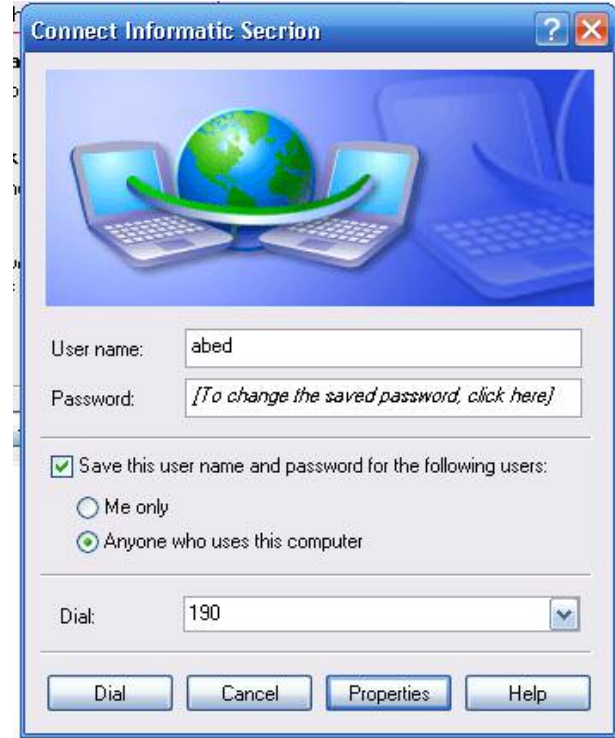 Connect Informatic Secrion
User name: abed
Password: [To change the saved password, click here]
Save this user name and password for the following users:
Me only
Anyone who uses this computer
Dial: 190
Dial Cancel Properties Help